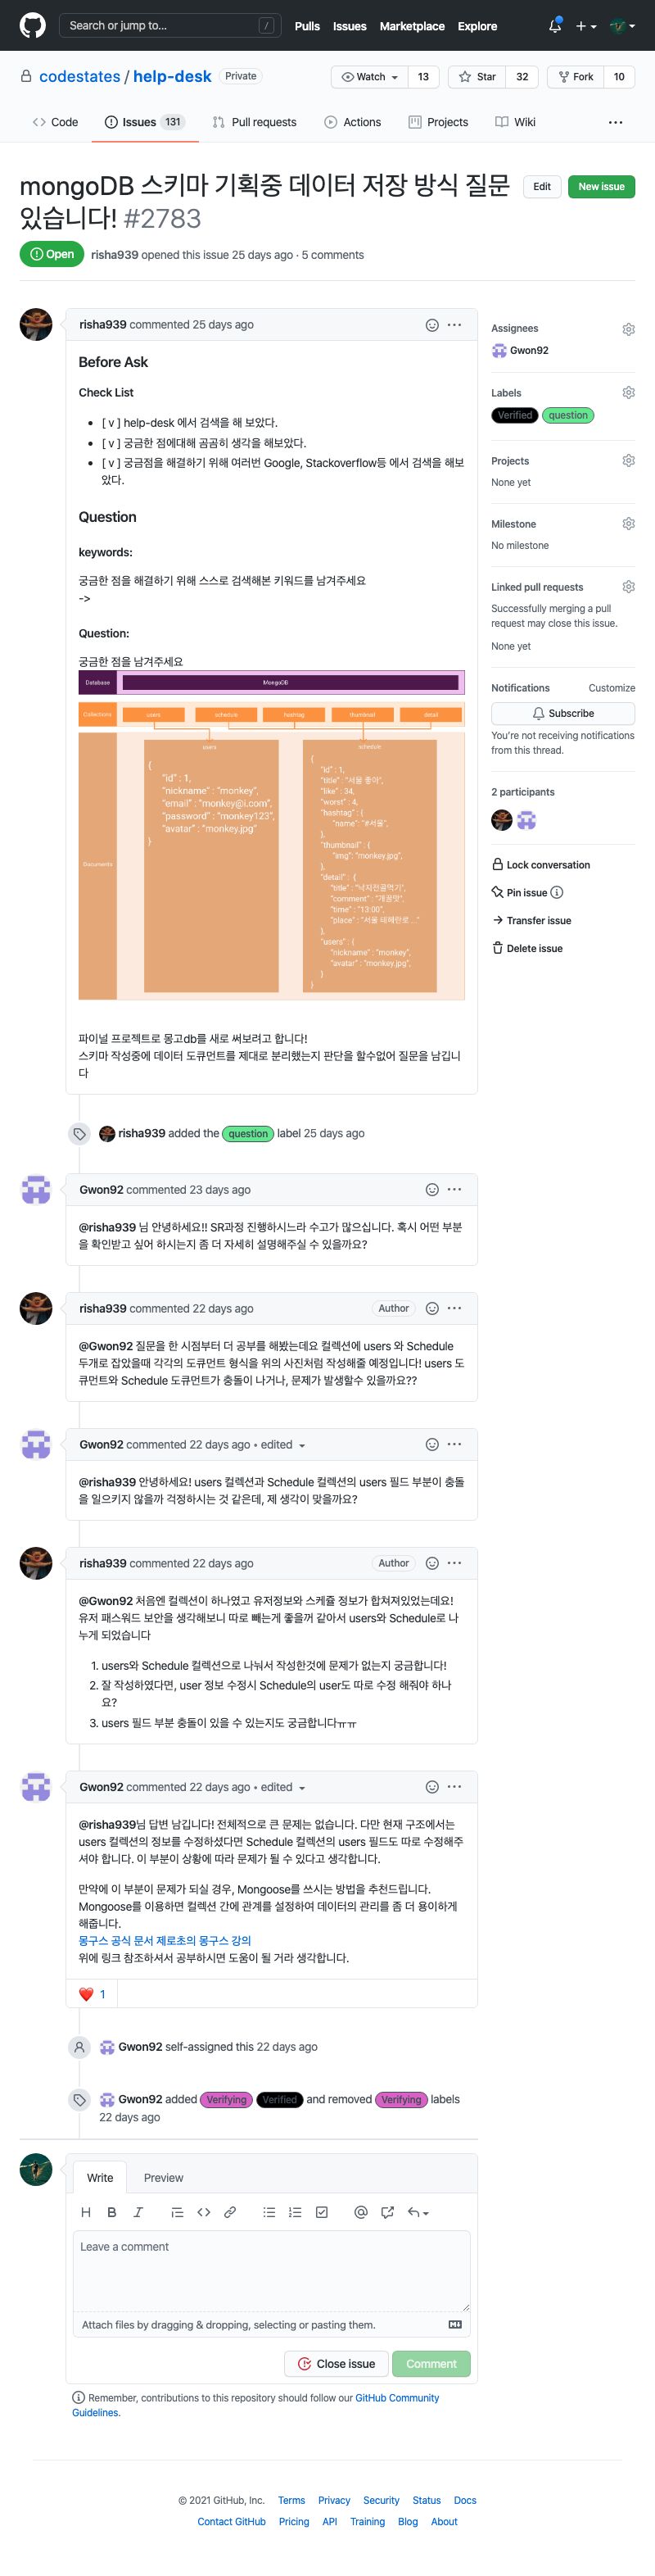 Search or jump to... /
Pulls Issues Marketplace Explore
codestates / help-desk Private
Watch 13 Star 32 Fork 10
Code Issues 131 Pull requests Actions Projects Wiki
mongoDB 스키마 기획중 데이터 저장 방식 질문
있습니다! #2783
Edit New issue
Open risha939 opened this issue 25 days ago · 5 comments
risha939 commented 25 days ago
Before Ask
Check List
[ v ] help-desk 에서 검색을 해 보았다.
[ v ] 궁금한 점에대해 곰곰히 생각을 해보았다.
[ v ] 궁금점을 해결하기 위해 여러번 Google, Stackoverflow등 에서 검색을 해보
았다.
Question
keywords:
궁금한 점을 해결하기 위해 스스로 검색해본 키워드를 남겨주세요
->
Question:
궁금한 점을 남겨주세요
Database MongoDB
Collections users schedule hashtag thumbnail detail
Documents
users
{
"id" : 1,
"nickname" : "monkey",
"email" : "monkey@i.com",
"password" : "monkey123",
"avatar" : "monkey.jpg"
}
schedule
{
"id" : 1,
"title" : "서울 좋아",
"like" : 34,
"worst" : 4,
"hashtag" : {
"name": "#서울",
},
"thumbnail" : {
"img": "monkey.jpg",
},
"detail" : {
"title" : "낙지전골먹기",
"comment" : "개꿀맛",
"time" : "13:00",
"place" : "서울 테헤란로 ..."
},
"users" : {
"nickname" : "monkey",
"avatar" : "monkey.jpg",
}
}
파이널 프로젝트로 몽고db를 새로 써보려고 합니다!
스키마 작성중에 데이터 도큐먼트를 제대로 분리했는지 판단을 할수없어 질문을 남깁니
다
Assignees
Gwon92
Labels
Verified question
Projects
None yet
Milestone
No milestone
Linked pull requests
Successfully merging a pull
request may close this issue.
None yet
Notifications Customize
Subscribe
You're not receiving notifications
from this thread.
2 participants
Lock conversation
Pin issue
Transfer issue
Delete issue
risha939 added the question label 25 days ago
Gwon92 commented 23 days ago
@risha939 님 안녕하세요!! SR과정 진행하시느라 수고가 많으십니다. 혹시 어떤 부분
을 확인받고 싶어 하시는지 좀 더 자세히 설명해주실 수 있을까요?
risha939 commented 22 days ago Author
@Gwon92 질문을 한 시점부터 더 공부를 해봤는데요 컬렉션에 users 와 Schedule
두개로 잡았을때 각각의 도큐먼트 형식을 위의 사진처럼 작성해줄 예정입니다! users 도
큐먼트와 Schedule 도큐먼트가 충돌이 나거나, 문제가 발생할수 있을까요??
Gwon92 commented 22 days ago • edited
@risha939 안녕하세요! users 컬렉션과 Schedule 컬렉션의 users 필드 부분이 충돌
을 일으키지 않을까 걱정하시는 것 같은데, 제 생각이 맞을까요?
risha939 commented 22 days ago Author
@Gwon92 처음엔 컬렉션이 하나였고 유저정보와 스케쥴 정보가 합쳐져있었는데요!
유저 패스워드 보안을 생각해보니 따로 빼는게 좋을꺼 같아서 users와 Schedule로 나
누게 되었습니다
1. users와 Schedule 컬렉션으로 나눠서 작성한것에 문제가 없는지 궁금합니다!
2. 잘 작성하였다면, user 정보 수정시 Schedule의 user도 따로 수정 해줘야 하나
요?
3. users 필드 부분 충돌이 있을 수 있는지도 궁금합니다ㅠㅠ
Gwon92 commented 22 days ago • edited
@risha939님 답변 남깁니다! 전체적으로 큰 문제는 없습니다. 다만 현재 구조에서는
users 컬렉션의 정보를 수정하셨다면 Schedule 컬렉션의 users 필드도 따로 수정해주
셔야 합니다. 이 부분이 상황에 따라 문제가 될 수 있다고 생각합니다.
만약에 이 부분이 문제가 되실 경우, Mongoose를 쓰시는 방법을 추천드립니다.
Mongoose를 이용하면 컬렉션 간에 관계를 설정하여 데이터의 관리를 좀 더 용이하게
해줍니다.
몽구스 공식 문서 제로초의 몽구스 강의
위에 링크 참조하셔서 공부하시면 도움이 될 거라 생각합니다.
❤️ 1
Gwon92 self-assigned this 22 days ago
Gwon92 added Verifying Verified and removed Verifying labels
22 days ago
Write Preview
Leave a comment
Attach files by dragging & dropping, selecting or pasting them.
Close issue Comment
Remember, contributions to this repository should follow our GitHub Community
Guidelines.
© 2021 GitHub, Inc. Terms Privacy Security Status Docs
Contact GitHub Pricing API Training Blog About